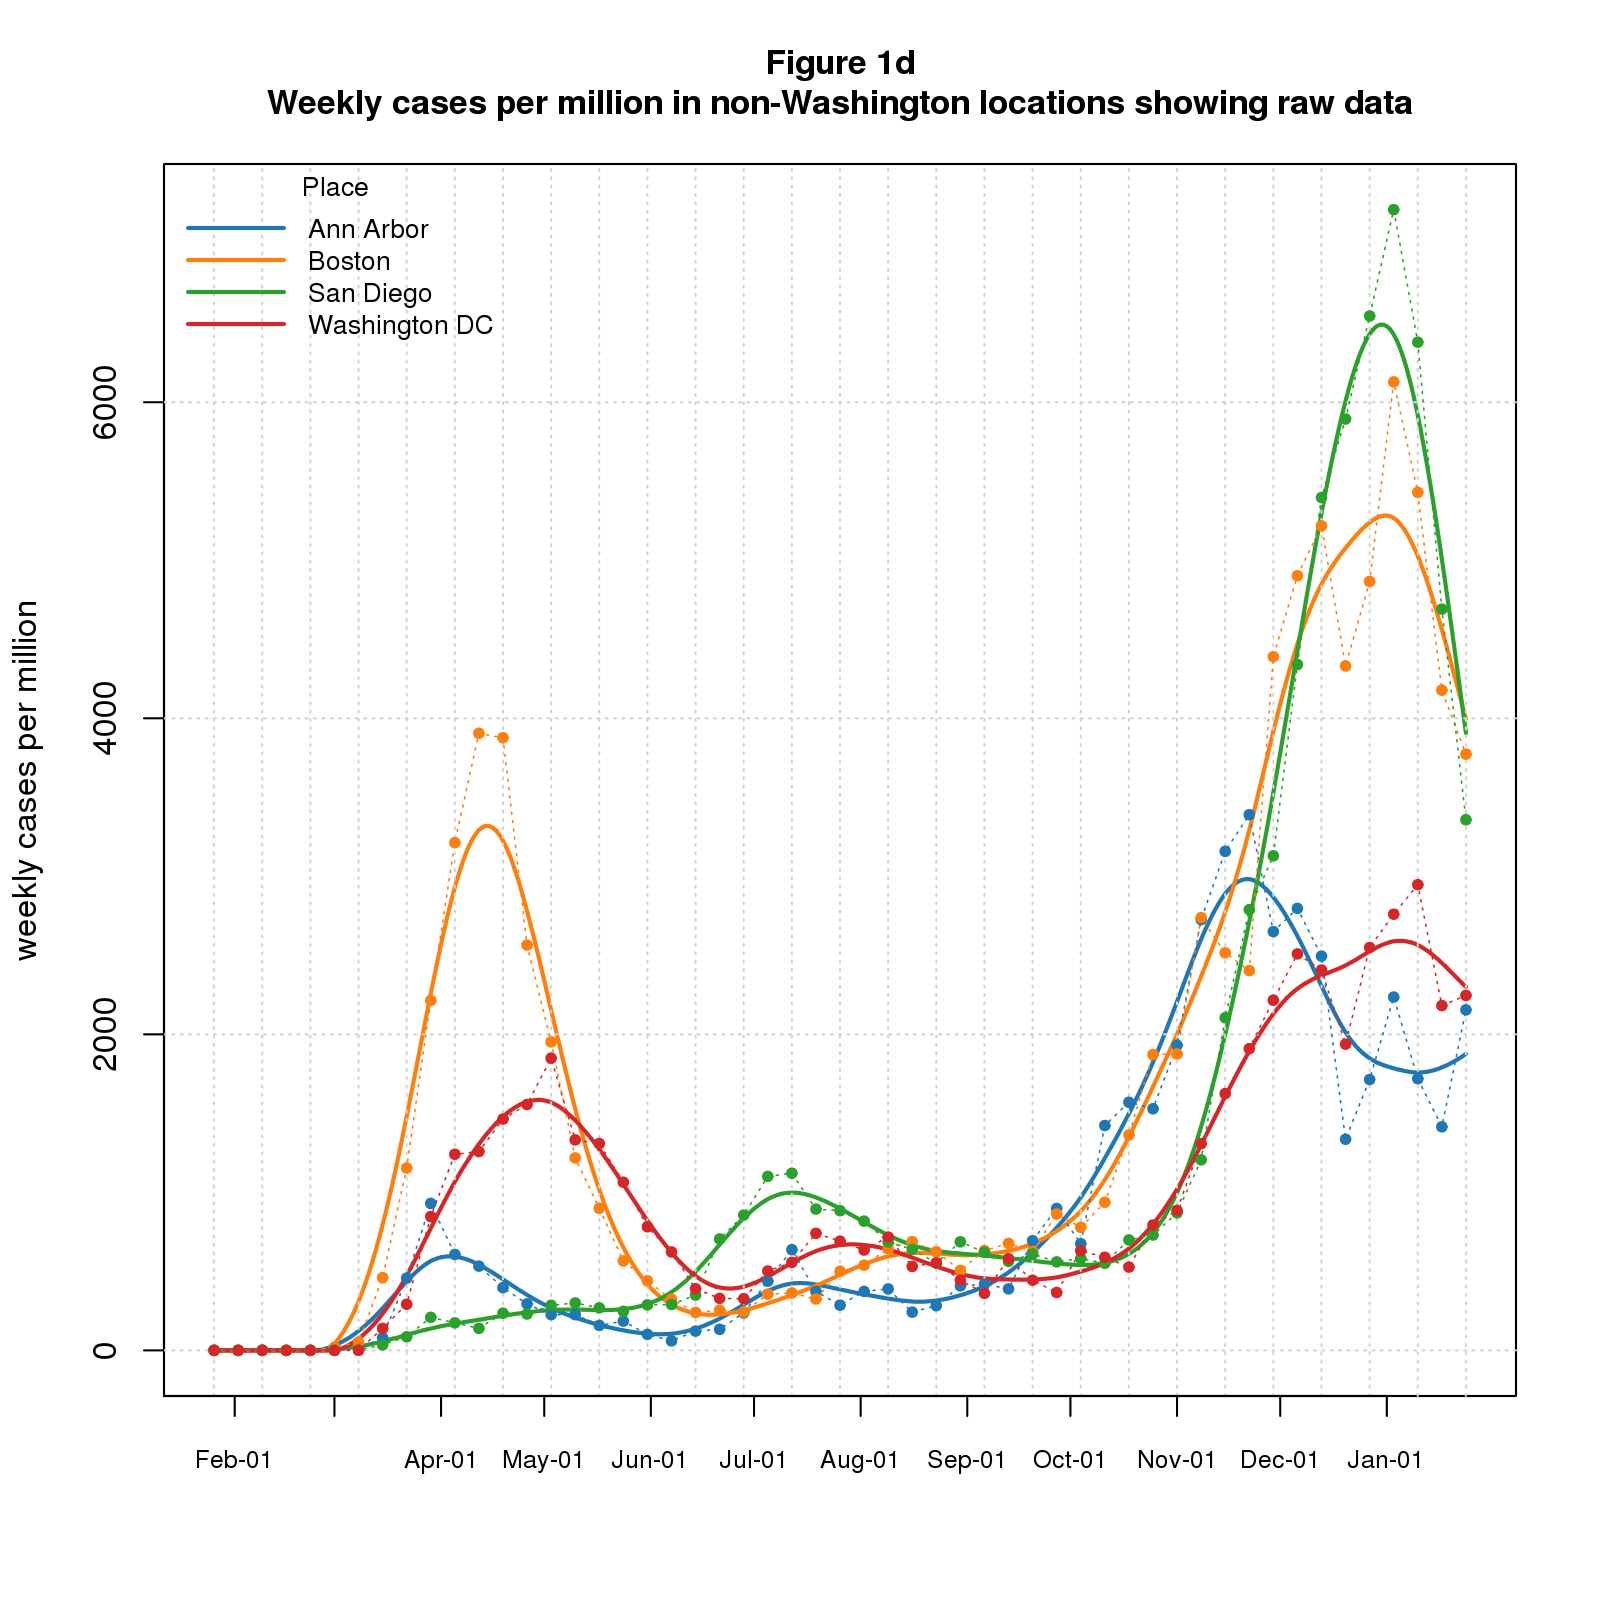 Figure 1d
Weekly cases per million in non-Washington locations showing raw data
Place
Ann Arbor
Boston
San Diego
Washington DC
weekly cases per million
6000
4000
2000
0
Feb-01 Apr-01 May-01 Jun-01 Jul-01 Aug-01 Sep-01 Oct-01 Nov-01 Dec-01 Jan-01